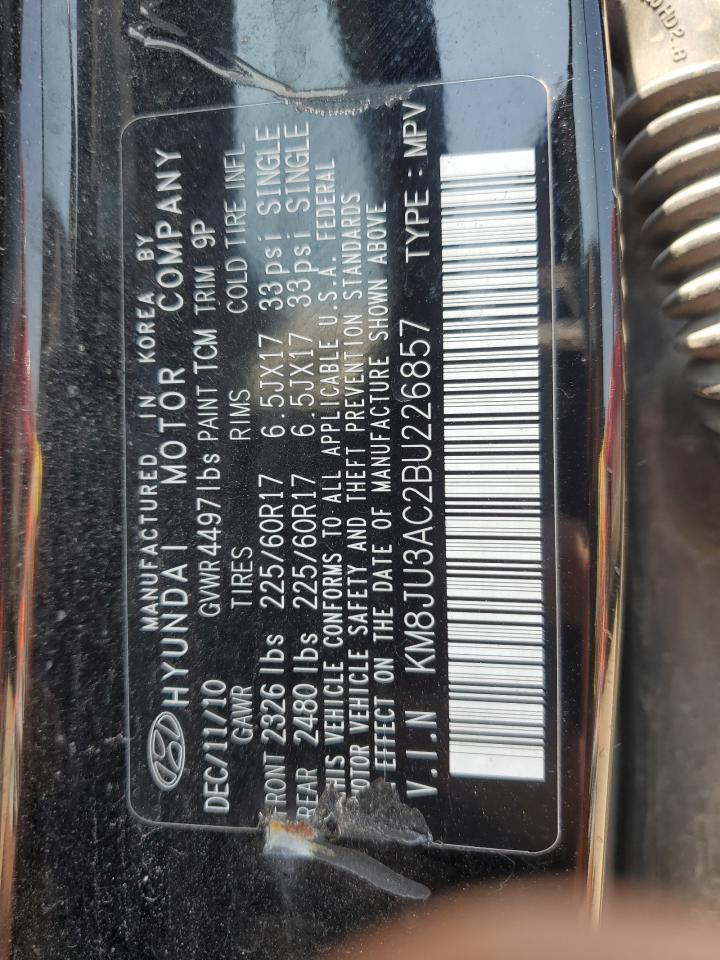 MANUFACTURED IN KOREA BY
HYUNDAI MOTOR COMPANY
DEC/11/10 GVWR 4497lbs PAINT TCM TRIM 9P
GAWR TIRES RIMS COLD TIRE INFL
FRONT 2326 lbs 225/60R17 6.5JX17 33psi SINGLE
REAR 2480 lbs 225/60R17 6.5JX17 33psi SINGLE
THIS VEHICLE CONFORMS TO ALL APPLICABLE U.S.A. FEDERAL
MOTOR VEHICLE SAFETY AND THEFT PREVENTION STANDARDS
EFFECT ON THE DATE OF MANUFACTURE SHOWN ABOVE
V.I.N KM8JU3AC2BU226857 TYPE : MPV